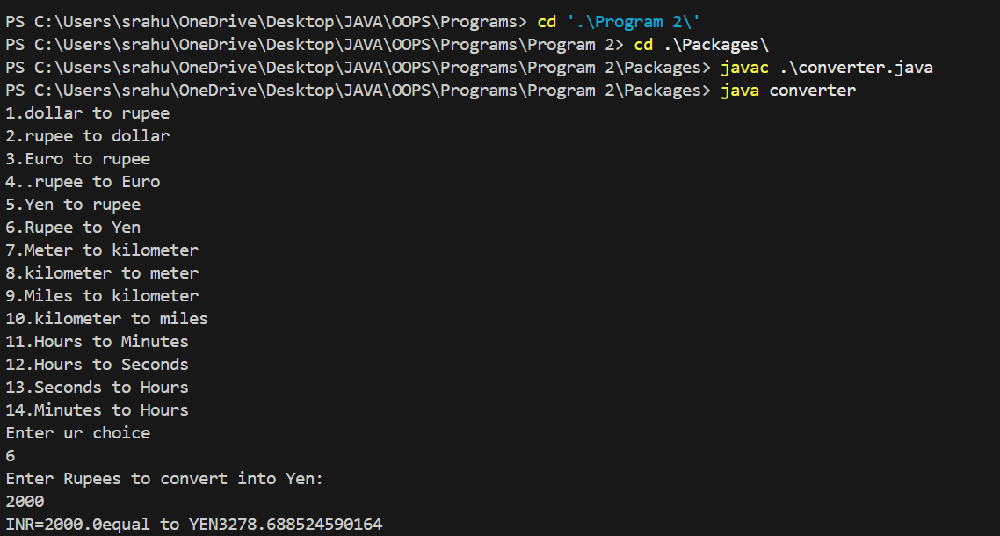 PS C:\Users\srahu\OneDrive\Desktop\JAVA\OOPS\Programs> cd '.\Program 2\'
PS C:\Users\srahu\OneDrive\Desktop\JAVA\OOPS\Programs\Program 2> cd .\Packages\
PS C:\Users\srahu\OneDrive\Desktop\JAVA\OOPS\Programs\Program 2\Packages> javac .\converter.java
PS C:\Users\srahu\OneDrive\Desktop\JAVA\OOPS\Programs\Program 2\Packages> java converter
1.dollar to rupee
2.rupee to dollar
3.Euro to rupee
4..rupee to Euro
5.Yen to rupee
6.Rupee to Yen
7.Meter to kilometer
8.kilometer to meter
9.Miles to kilometer
10.kilometer to miles
11.Hours to Minutes
12.Hours to Seconds
13.Seconds to Hours
14.Minutes to Hours
Enter ur choice
6
Enter Rupees to convert into Yen:
2000
INR=2000.0equal to YEN3278.688524590164